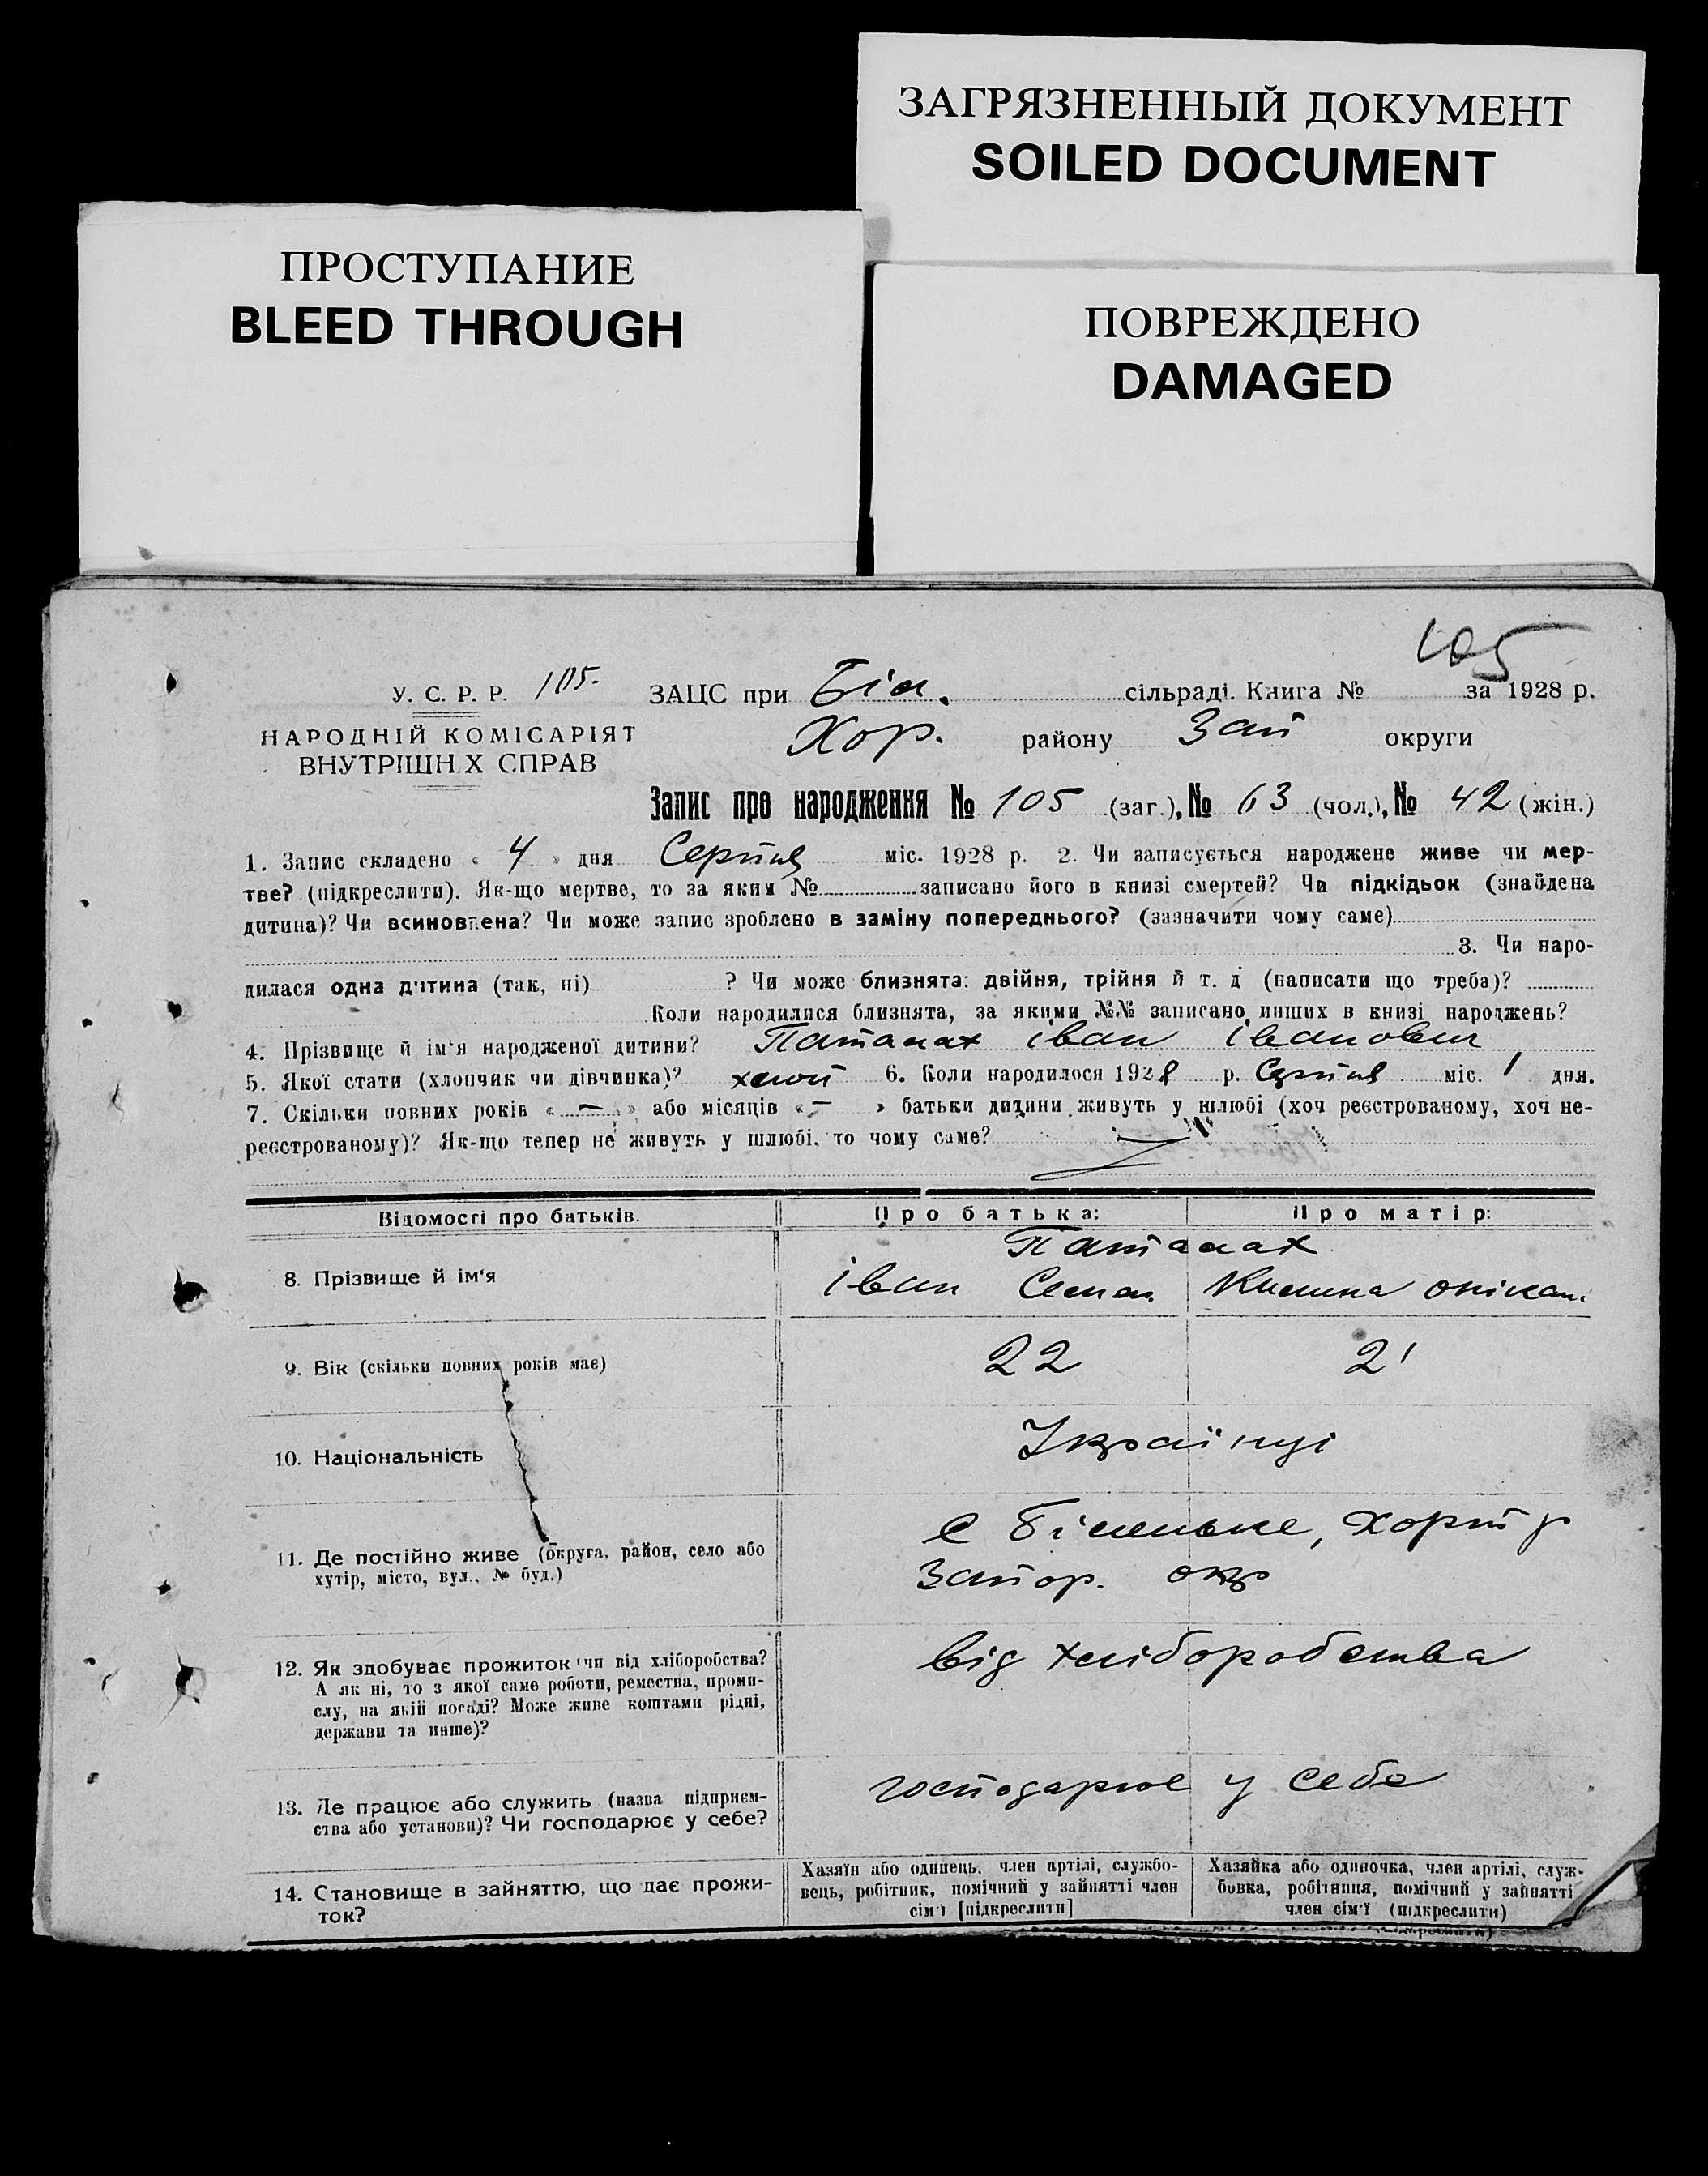 ЗАГРЯЗНЕННЫЙ ДОКУМЕНТ
SOILED DOCUMENT
ПРОСТУПАНИЕ
BLEED THROUGH
ПОВРЕЖДЕНО
DAMAGED
105
У. С. Р. Р. 105- ЗАЦС при Біл. сільраді. Книга № за 1928 р.
НАРОДНІЙ КОМІСАРІЯТ
ВНУТРІШНІХ СПРАВ
Хор. району Зап округи
Запис про народження № 105 (заг.), № 63 (чол.), № 42 (жін.)
1. Запис складено « 4 » дня Серпня міс. 1928 р. 2. Чи записується народжене живе чи мер-
тве? (підкреслити). Як-що мертве, то за яким № записано його в книзі смертей? Чи підкідьок (знайдена
дитина)? Чи всиновлена? Чи може запис зроблено в заміну попереднього? (зазначити чому саме)
3. Чи наро-
дилася одна дитина (так, ні) ? Чи може близнята: двійня, трійня й т. д (написати що треба)?
Коли народилися близнята, за якими №№ записано инших в книзі народжень?
4. Прізвище й ім'я народженої дитини? Паталах іван івановии
5. Якої стати (хлопчик чи дівчинка)? хлоп 6. Коли народилося 1928 р. Серпня міс. 1 дня.
7. Скільки повних років « — » або місяців « — » батьки дитини живуть у шлюбі (хоч реєстрованому, хоч не-
реєстрованому)? Як-що тепер не живуть у шлюбі, то чому саме?
Відомості про батьків. Про батька: Про матір:
Паталах
8. Прізвище й ім'я іван Семен. Килина
9. Вік (скільки повних років має) 22 21
10. Національність Українці
с Біленьке, Хорт р
11. Де постійно живе (округа, район, село або
хутір, місто, вул., № буд.) Запор. окр
12. Як здобуває прожиток (чи від хліборобства? від хліборобства
А як ні, то з якої саме роботи, ремества, проми-
слу, на якій посаді? Може живе коштами рідні,
держави та инше)?
13. Де працює або служить (назва підприєм- господарює у себе
ства або установи)? Чи господарює у себе?
14. Становище в зайняттю, що дає прожи-
ток?
Хазяїн або одинець. член артілі, службо-
вець, робітник, помічний у зайнятті член
сім'ї [підкреслити]
Хазяйка або одиночка, член артілі, служ-
бовка, робітниця, помічний у зайнятті
член сім'ї (підкреслити)